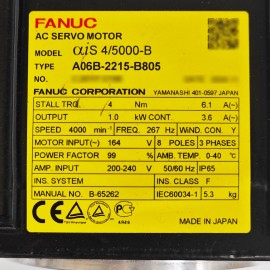 FANUC
AC SERVO MOTOR
MODEL αiS 4/5000-B
TYPE A06B-2215-B805
NO.
FANUC CORPORATION YAMANASHI 401-0597 JAPAN
STALL TRQ. 4 Nm 6.1 A(~)
OUTPUT 1.0 kW CONT. 3.6 A(~)
SPEED 4000 min⁻¹ FREQ. 267 Hz WIND. CON. Y
MOTOR INPUT (~) 164 V 8 POLES 3 PHASES
POWER FACTOR 99 % AMB. TEMP. 0-40 °C
AMP. INPUT 200-240 V 50/60 Hz IP65
INS. SYSTEM INS. CLASS F
MANUAL NO. B-65262 IEC60034-1 5.3 kg
MADE IN JAPAN